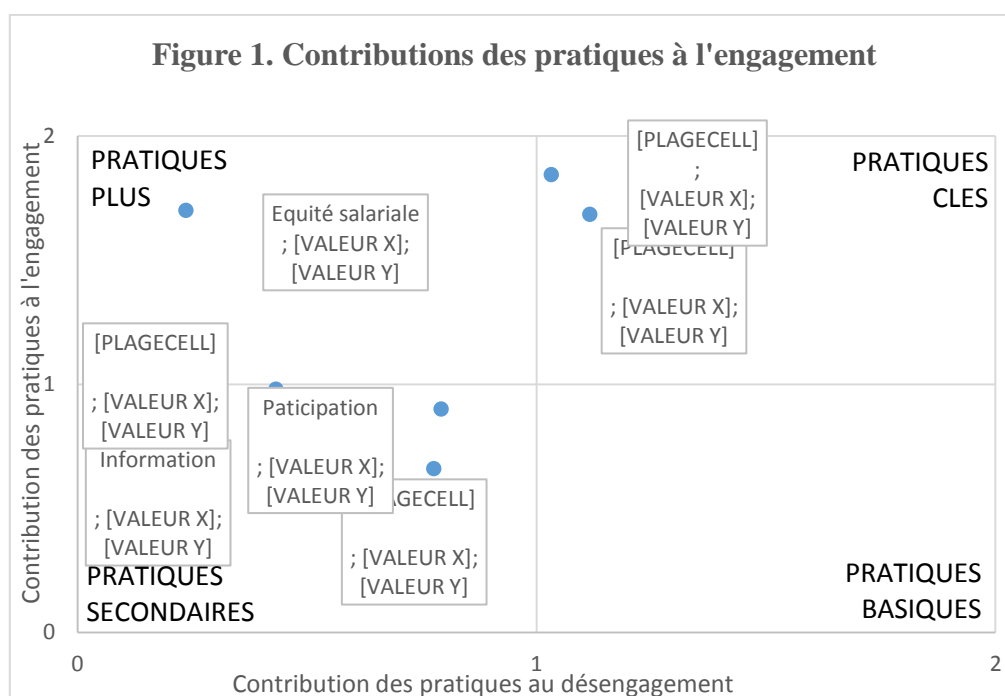 Figure 1. Contributions des pratiques à l'engagement
Contribution des pratiques à l'engagement
2
PRATIQUES
PLUS
PRATIQUES
CLES
[PLAGECELL]
;
[VALEUR X];
[VALEUR Y]
Equité salariale
; [VALEUR X];
[VALEUR Y]
[PLAGECELL]
; [VALEUR X];
[VALEUR Y]
[PLAGECELL]
; [VALEUR X];
[VALEUR Y]
1
Paticipation
; [VALEUR X];
[VALEUR Y]
Information
; [VALEUR X];
[VALEUR Y]
AGECELL]
; [VALEUR X];
[VALEUR Y]
PRATIQUES
SECONDAIRES
PRATIQUES
BASIQUES
0
0
1
2
Contribution des pratiques au désengagement